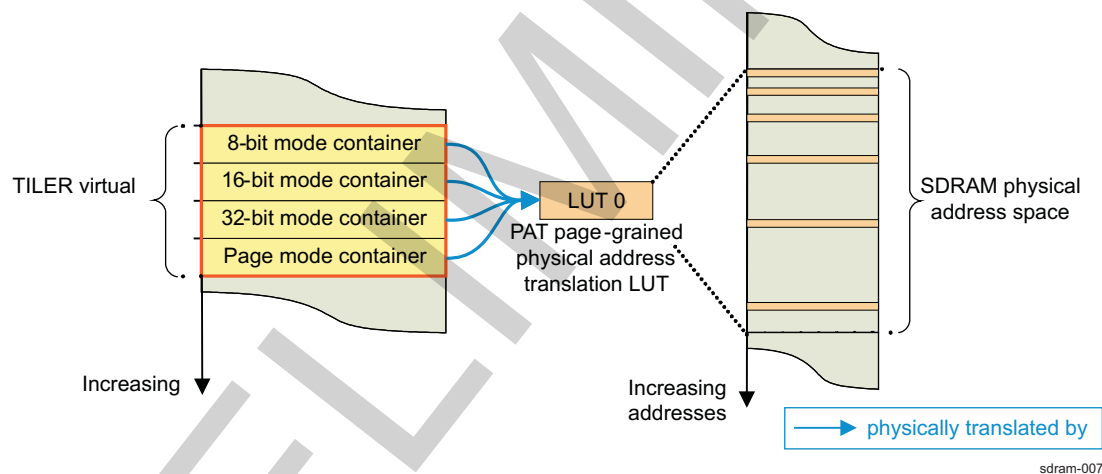 8-bit mode container
16-bit mode container
32-bit mode container
Page mode container
TILER virtual
Increasing
LUT 0
PAT page-grained
physical address
translation LUT
SDRAM physical
address space
Increasing
addresses
physically translated by
sdram-007